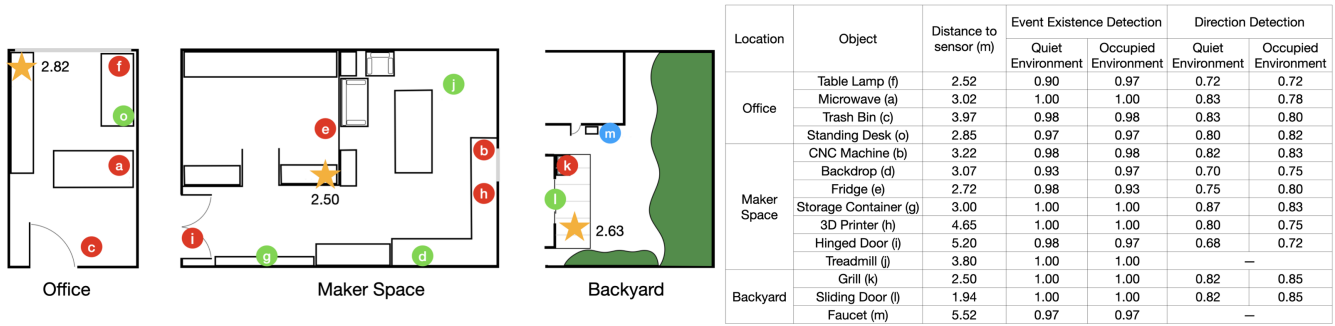 2.82
f
o
a
c
Office
j
e
b
2.50
h
i
g
d
Maker Space
m
k
l
2.63
Backyard
Location Object Distance to sensor (m) Event Existence Detection Direction Detection
Quiet Environment Occupied Environment Quiet Environment Occupied Environment
Office
Table Lamp (f) 2.52 0.90 0.97 0.72 0.72
Microwave (a) 3.02 1.00 1.00 0.83 0.78
Trash Bin (c) 3.97 0.98 0.98 0.83 0.80
Standing Desk (o) 2.85 0.97 0.97 0.80 0.82
Maker Space
CNC Machine (b) 3.22 0.98 0.98 0.82 0.83
Backdrop (d) 3.07 0.93 0.97 0.70 0.75
Fridge (e) 2.72 0.98 0.93 0.75 0.80
Storage Container (g) 3.00 1.00 1.00 0.87 0.83
3D Printer (h) 4.65 1.00 1.00 0.80 0.75
Hinged Door (i) 5.20 0.98 0.97 0.68 0.72
Treadmill (j) 3.80 1.00 1.00 —
Backyard
Grill (k) 2.50 1.00 1.00 0.82 0.85
Sliding Door (l) 1.94 1.00 1.00 0.82 0.85
Faucet (m) 5.52 0.97 0.97 —